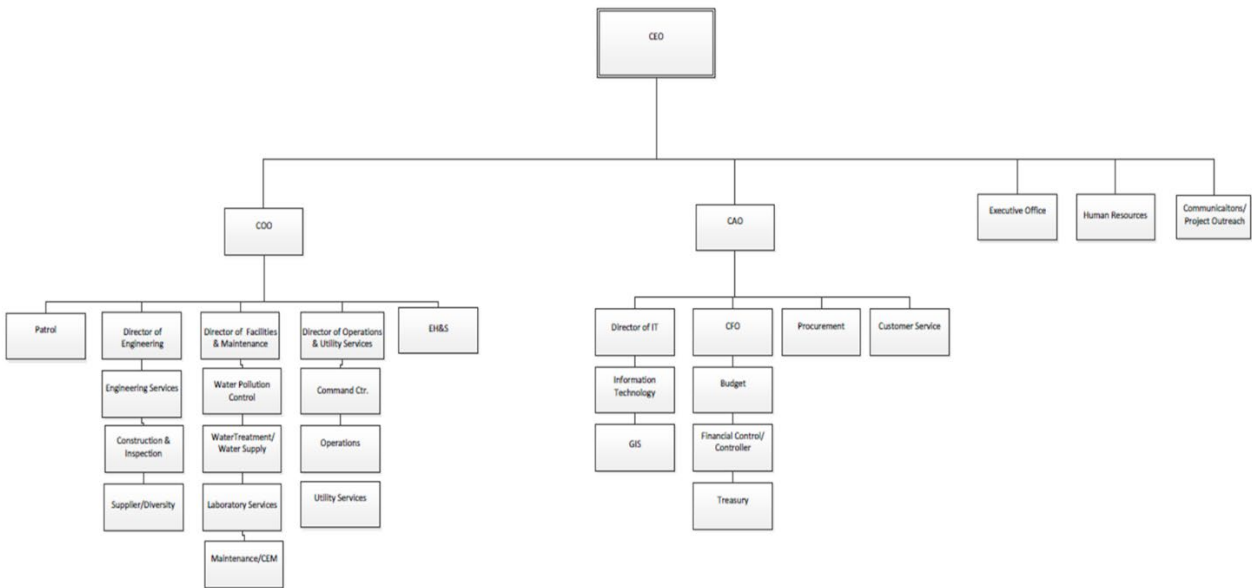 CEO
COO
CAO
Executive Office
Human Resources
Communicaitons/
Project Outreach
Patrol
Director of
Engineering
Director of Facilities
& Maintenance
Director of Operations
& Utility Services
EH&S
Director of IT
CFO
Procurement
Customer Service
Engineering Services
Water Pollution
Control
Command Ctr.
Information
Technology
Budget
Construction &
Inspection
WaterTreatment/
Water Supply
Operations
GIS
Financial Control/
Controller
Supplier/Diversity
Laboratory Services
Utility Services
Treasury
Maintenance/CEM